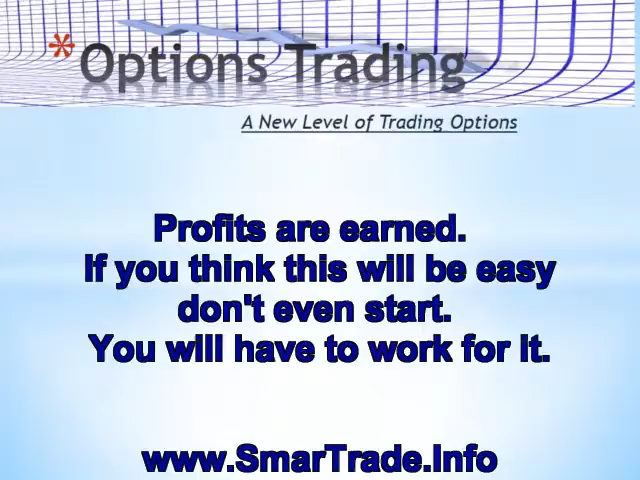 *Options Trading
A New Level of Trading Options
Profits are earned.
If you think this will be easy
don't even start.
You will have to work for it.
www.SmarTrade.Info